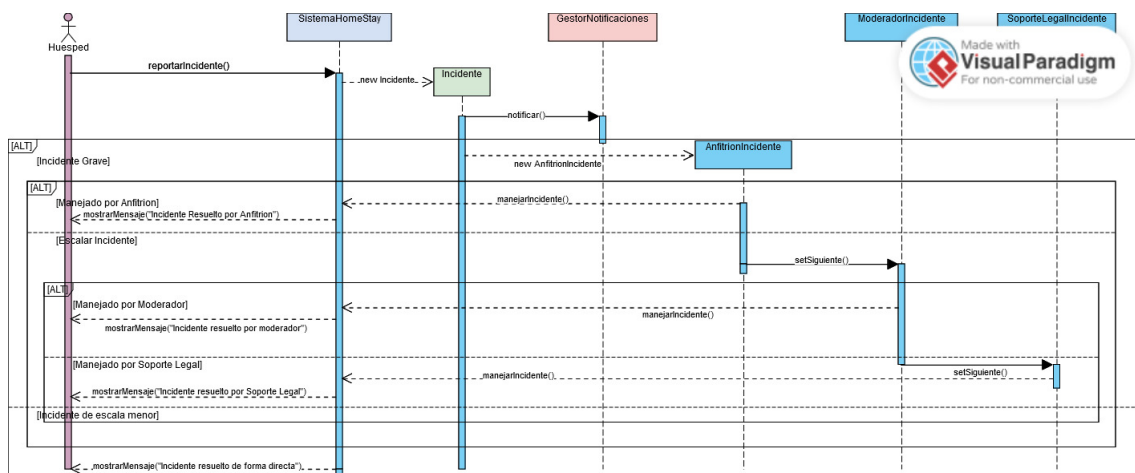 SistemaHomeStay
GestorNotificaciones
ModeradorIncidente
SoporteLegalIncidente
Huesped
Made with
VisualParadigm
For non-commercial use
reportarIncidente()
new Incidente
Incidente
notificar()
[ALT]
[Incidente Grave]
new AnfitrionIncidente
AnfitrionIncidente
[ALT]
[Manejado por Anfitrion]
manejarIncidente()
mostrarMensaje("Incidente Resuelto por Anfitrion")
[Escalar Incidente]
setSiguiente()
[ALT]
[Manejado por Moderador]
manejarIncidente()
mostrarMensaje("Incidente resuelto por moderador")
[Manejado por Soporte Legal]
setSiguiente()
manejarIncidente()
mostrarMensaje("Incidente resuelto por Soporte Legal")
[Incidente de escala menor]
mostrarMensaje("Incidente resuelto de forma directa")